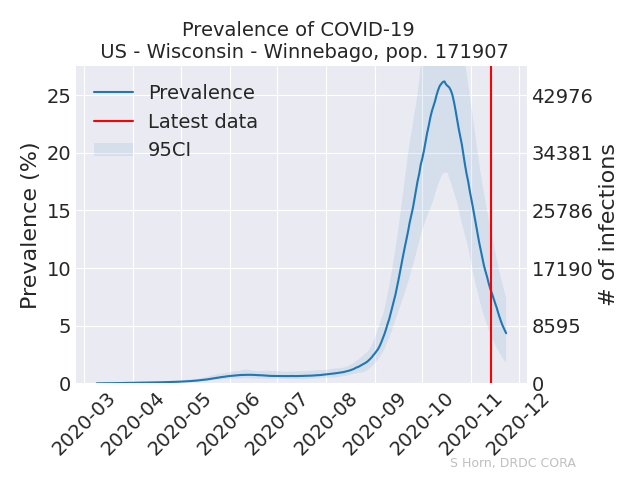 Prevalence of COVID-19
US - Wisconsin - Winnebago, pop. 171907
Prevalence
Latest data
95CI
Prevalence (%)
25
20
15
10
5
0
42976
34381
25786
17190
8595
0
# of infections
2020-03
2020-04
2020-05
2020-06
2020-07
2020-08
2020-09
2020-10
2020-11
2020-12
S Horn, DRDC CORA